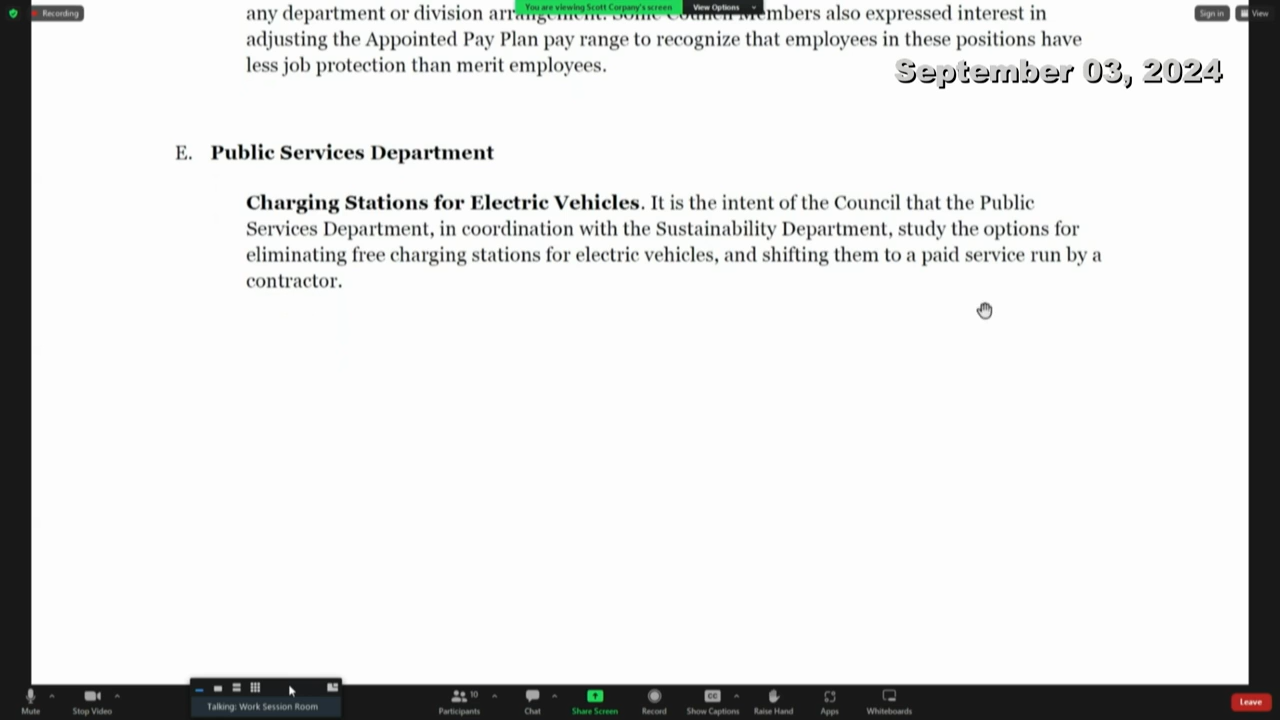 Recording
You are viewing Scott Corpany's screen
View Options
Sign in
View
any department or division arrangement. Some Council Members also expressed interest in
adjusting the Appointed Pay Plan pay range to recognize that employees in these positions have
less job protection than merit employees.
September 03, 2024
E. Public Services Department
Charging Stations for Electric Vehicles. It is the intent of the Council that the Public
Services Department, in coordination with the Sustainability Department, study the options for
eliminating free charging stations for electric vehicles, and shifting them to a paid service run by a
contractor.
Talking: Work Session Room
Mute
Stop Video
Participants
10
Chat
Share Screen
Record
CC
Show Captions
Raise Hand
Apps
Whiteboards
Leave